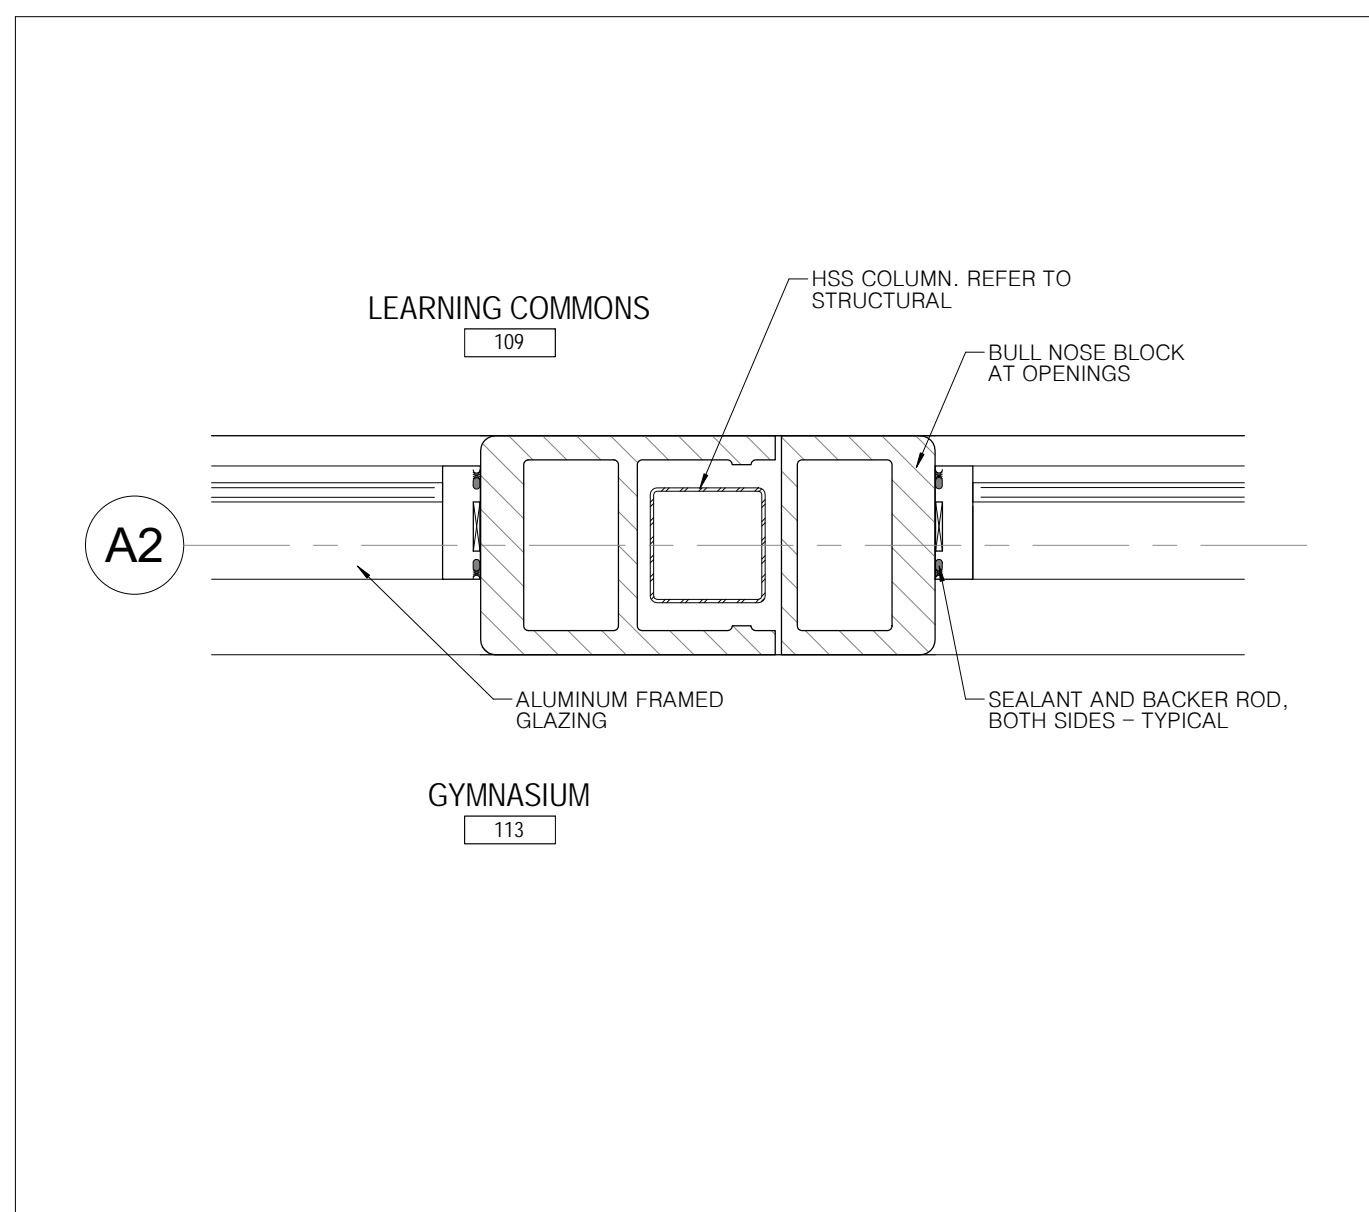 HSS COLUMN. REFER TO
STRUCTURAL
LEARNING COMMONS
109
BULL NOSE BLOCK
AT OPENINGS
A2
ALUMINUM FRAMED
GLAZING
SEALANT AND BACKER ROD,
BOTH SIDES – TYPICAL
GYMNASIUM
113